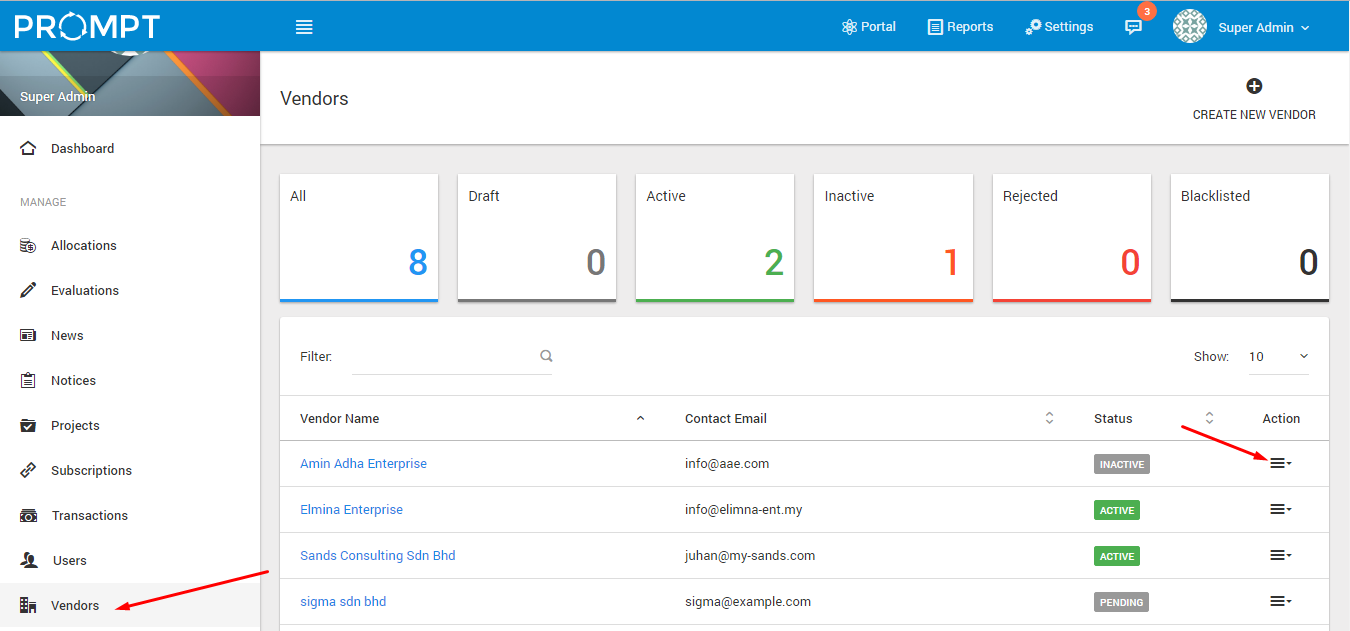 PROMPT
Portal
Reports
Settings
3
Super Admin
Super Admin
Dashboard
MANAGE
Allocations
Evaluations
News
Notices
Projects
Subscriptions
Transactions
Users
Vendors
Vendors
CREATE NEW VENDOR
All
8
Draft
0
Active
2
Inactive
1
Rejected
0
Blacklisted
0
Filter:
Show: 10
Vendor Name Contact Email Status Action
Amin Adha Enterprise info@aae.com INACTIVE
Elmina Enterprise info@elimna-ent.my ACTIVE
Sands Consulting Sdn Bhd juhan@my-sands.com ACTIVE
sigma sdn bhd sigma@example.com PENDING